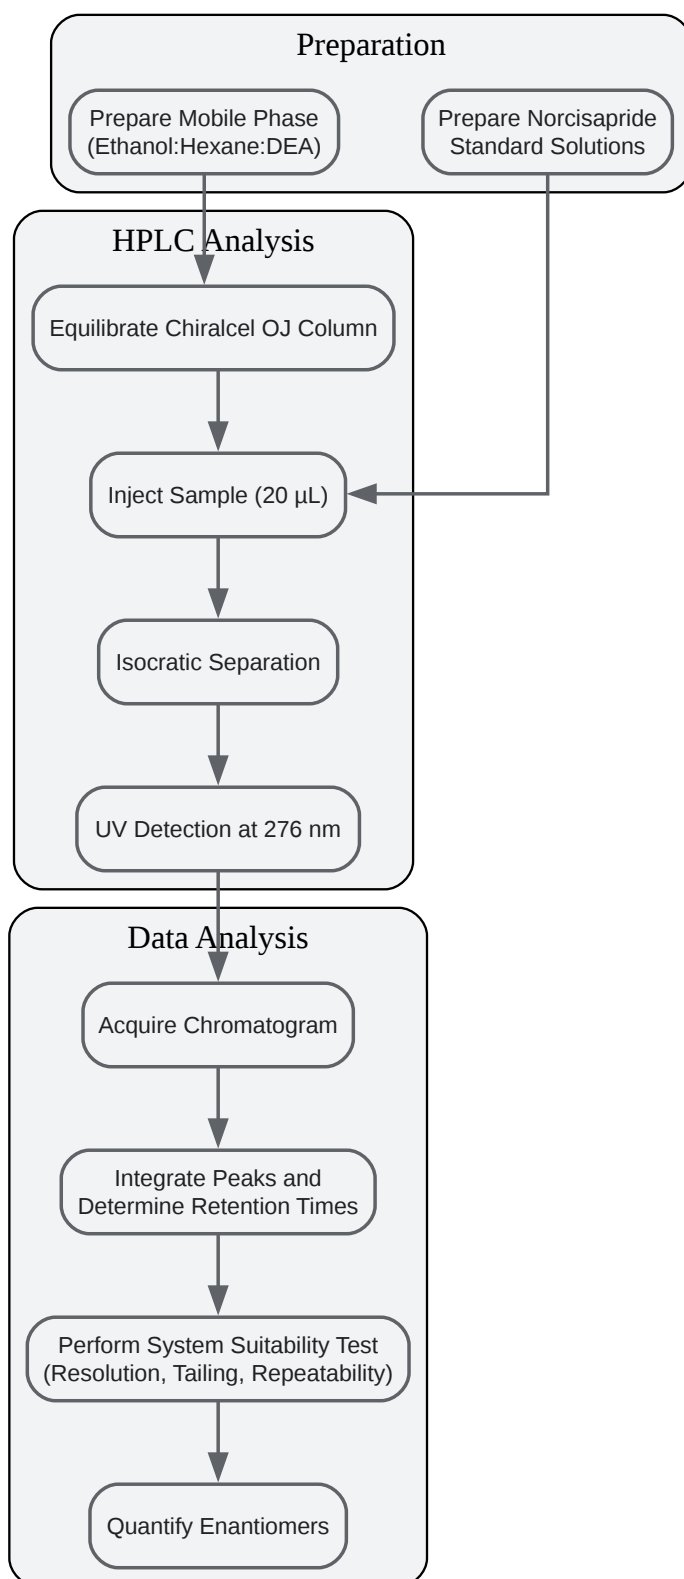 Preparation
Prepare Mobile Phase
(Ethanol:Hexane:DEA)
Prepare Norcisapride
Standard Solutions
HPLC Analysis
Equilibrate Chiralcel OJ Column
Inject Sample (20 µL)
Isocratic Separation
UV Detection at 276 nm
Data Analysis
Acquire Chromatogram
Integrate Peaks and
Determine Retention Times
Perform System Suitability Test
(Resolution, Tailing, Repeatability)
Quantify Enantiomers